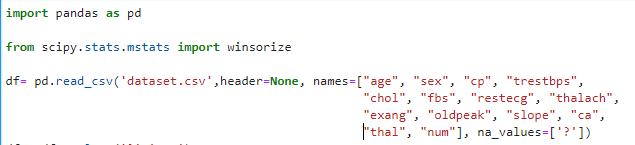 import pandas as pd
from scipy.stats.mstats import winsorize
df= pd.read_csv('dataset.csv',header=None, names=["age", "sex", "cp", "trestbps",
"chol", "fbs", "restecg", "thalach",
"exang", "oldpeak", "slope", "ca",
"thal", "num"], na_values=['?'])